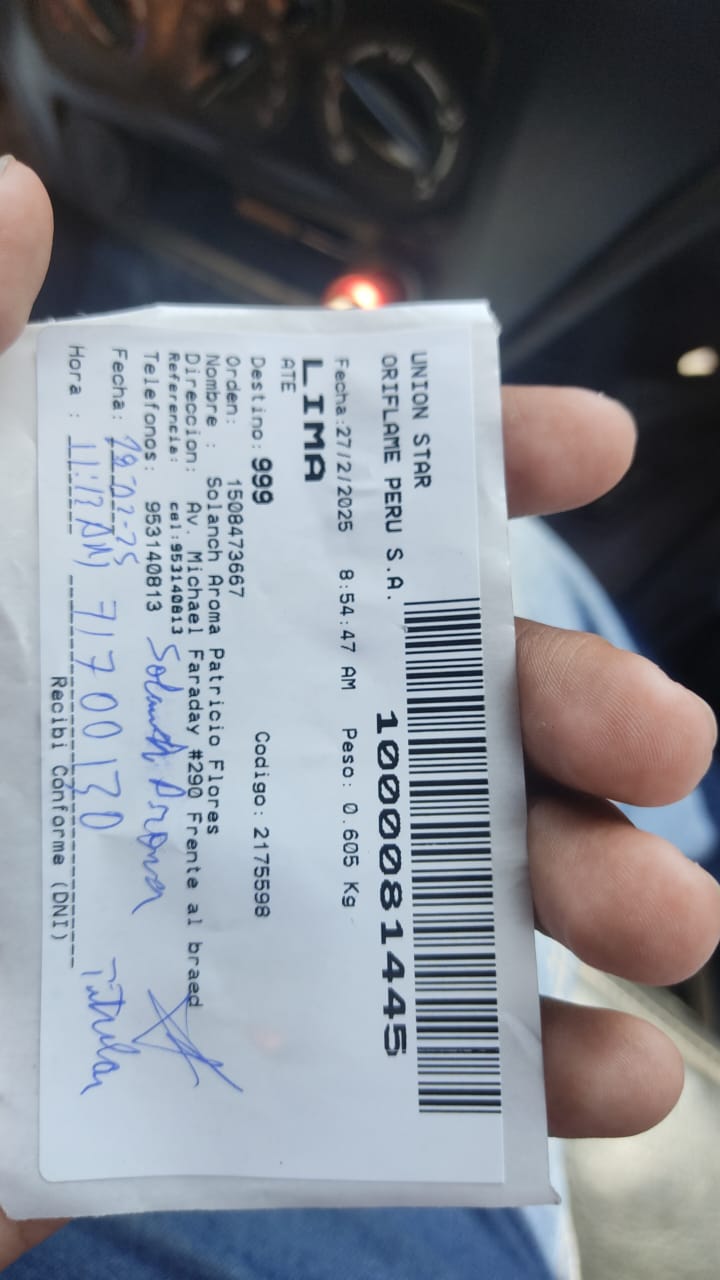 UNION STAR
ORIFLAME PERU S.A. 1000081445
Fecha:27/2/2025 8:54:47 AM Peso: 0.605 Kg
LIMA
ATE
Destino: 999 Codigo: 2175598
Orden: 1508473667
Nombre : Solanch Aroma Patricio Flores
Direccion: Av. Michael Faraday #290 Frente al braed
Referencia: cel:953140813
Telefonos: 953140813 Solanch Aroma
Fecha: 28-02-25
Hora : 11:12 AM 71700130 Titular
Recibi Conforme (DNI)